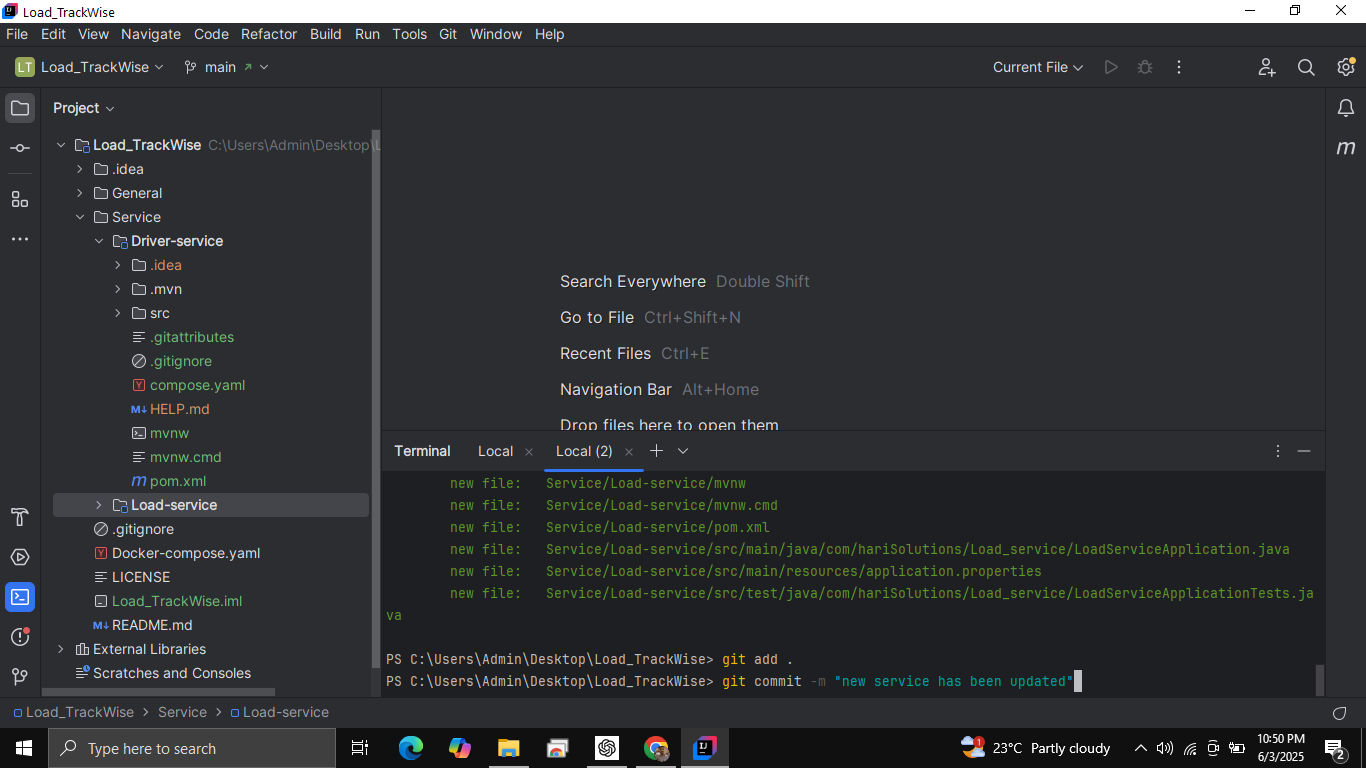 Load_TrackWise
File Edit View Navigate Code Refactor Build Run Tools Git Window Help
LT Load_TrackWise main Current File
Project
Load_TrackWise C:\Users\Admin\Desktop\L
.idea
General
Service
Driver-service
.idea
.mvn
src
.gitattributes
.gitignore
compose.yaml
HELP.md
mvnw
mvnw.cmd
pom.xml
Load-service
.gitignore
Docker-compose.yaml
LICENSE
Load_TrackWise.iml
README.md
External Libraries
Scratches and Consoles
Search Everywhere Double Shift
Go to File Ctrl+Shift+N
Recent Files Ctrl+E
Navigation Bar Alt+Home
Drop files here to open them
Terminal Local Local (2)
new file: Service/Load-service/mvnw
new file: Service/Load-service/mvnw.cmd
new file: Service/Load-service/pom.xml
new file: Service/Load-service/src/main/java/com/hariSolutions/Load_service/LoadServiceApplication.java
new file: Service/Load-service/src/main/resources/application.properties
new file: Service/Load-service/src/test/java/com/hariSolutions/Load_service/LoadServiceApplicationTests.ja
va
PS C:\Users\Admin\Desktop\Load_TrackWise> git add .
PS C:\Users\Admin\Desktop\Load_TrackWise> git commit -m "new service has been updated"
Load_TrackWise > Service > Load-service
Type here to search
23°C Partly cloudy
10:50 PM
6/3/2025
2